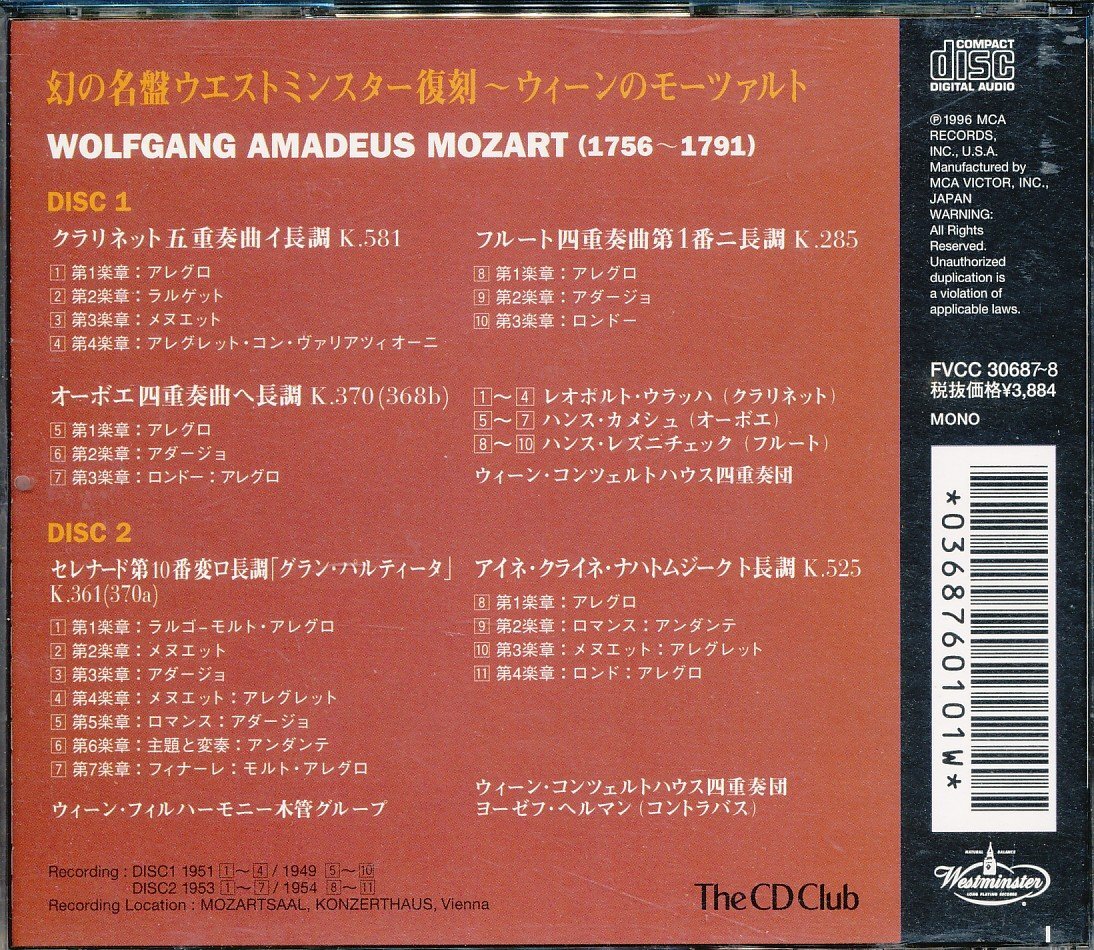 幻の名盤ウエストミンスター復刻～ウィーンのモーツァルト
WOLFGANG AMADEUS MOZART (1756～1791)
DISC 1
クラリネット五重奏曲イ長調 K.581
1 第1楽章：アレグロ
2 第2楽章：ラルゲット
3 第3楽章：メヌエット
4 第4楽章：アレグレット・コン・ヴァリアツィオーニ
オーボエ四重奏曲ヘ長調 K.370(368b)
5 第1楽章：アレグロ
6 第2楽章：アダージョ
7 第3楽章：ロンドー：アレグロ
フルート四重奏曲第1番ニ長調 K.285
8 第1楽章：アレグロ
9 第2楽章：アダージョ
10 第3楽章：ロンドー
1～4 レオポルト・ウラッハ（クラリネット）
5～7 ハンス・カメシュ（オーボエ）
8～10 ハンス・レズニチェック（フルート）
ウィーン・コンツェルトハウス四重奏団
DISC 2
セレナード第10番変ロ長調「グラン・パルティータ」
K.361(370a)
1 第1楽章：ラルゴ－モルト・アレグロ
2 第2楽章：メヌエット
3 第3楽章：アダージョ
4 第4楽章：メヌエット：アレグレット
5 第5楽章：ロマンス：アダージョ
6 第6楽章：主題と変奏：アンダンテ
7 第7楽章：フィナーレ：モルト・アレグロ
ウィーン・フィルハーモニー木管グループ
アイネ・クライネ・ナハトムジークト長調 K.525
8 第1楽章：アレグロ
9 第2楽章：ロマンス：アンダンテ
10 第3楽章：メヌエット：アレグレット
11 第4楽章：ロンド：アレグロ
ウィーン・コンツェルトハウス四重奏団
ヨーゼフ・ヘルマン（コントラバス）
Recording : DISC1 1951 1～4 / 1949 5～10
DISC2 1953 1～7 / 1954 8～11
Recording Location : MOZARTSAAL, KONZERTHAUS, Vienna
The CD Club
COMPACT
disc
DIGITAL AUDIO
Ⓟ1996 MCA
RECORDS,
INC., U.S.A.
Manufactured by
MCA VICTOR, INC.,
JAPAN
WARNING:
All Rights
Reserved.
Unauthorized
duplication is
a violation of
applicable laws.
FVCC 30687~8
税抜価格¥3,884
MONO
*0368760101W*
NATURAL BALANCE
Westminster
LONG PLAYING RECORDS